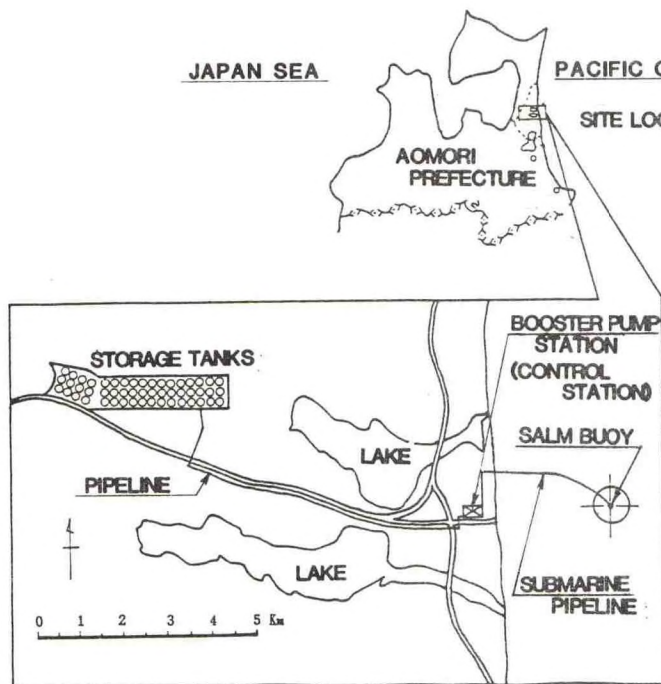 JAPAN SEA
PACIFIC
SITE LOC
AOMORI
PREFECTURE
BOOSTER PUMP
STATION
(CONTROL
STATION)
STORAGE TANKS
SALM BUOY
LAKE
PIPELINE
LAKE
SUBMARINE
PIPELINE
0 1 2 3 4 5 Km